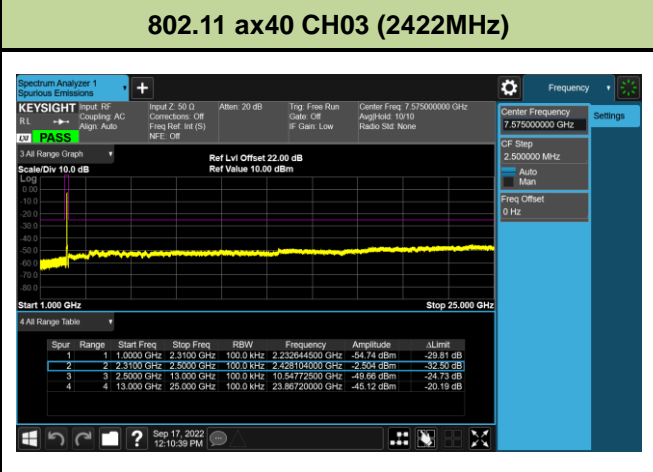 802.11 ax40 CH03 (2422MHz)
Spectrum Analyzer 1
Spurious Emissions
Frequency
KEYSIGHT Input: RF Input Z: 50 Ω Atten: 20 dB Trig: Free Run Center Freq: 7.575000000 GHz
RL Coupling: AC Corrections: Off Gate: Off Avg|Hold: 10/10
Align: Auto Freq Ref: Int (S) IF Gain: Low Radio Std: None
PASS NFE: Off
Center Frequency
7.575000000 GHz
Settings
CF Step
2.500000 MHz
Auto
Man
Freq Offset
0 Hz
3 All Range Graph
Ref Lvl Offset 22.00 dB
Scale/Div 10.0 dB Ref Value 10.00 dBm
Log
0.00
-10.0
-20.0
-30.0
-40.0
-50.0
-60.0
-70.0
-80.0
Start 1.000 GHz Stop 25.000 GHz
4 All Range Table
Spur Range Start Freq Stop Freq RBW Frequency Amplitude ΔLimit
1 1 1.0000 GHz 2.3100 GHz 100.0 kHz 2.232644500 GHz -54.74 dBm -29.81 dB
2 2 2.3100 GHz 2.5000 GHz 100.0 kHz 2.428104000 GHz -2.504 dBm -32.50 dB
3 3 2.5000 GHz 13.000 GHz 100.0 kHz 10.54772500 GHz -49.66 dBm -24.73 dB
4 4 13.000 GHz 25.000 GHz 100.0 kHz 23.86720000 GHz -45.12 dBm -20.19 dB
Sep 17, 2022
12:10:39 PM